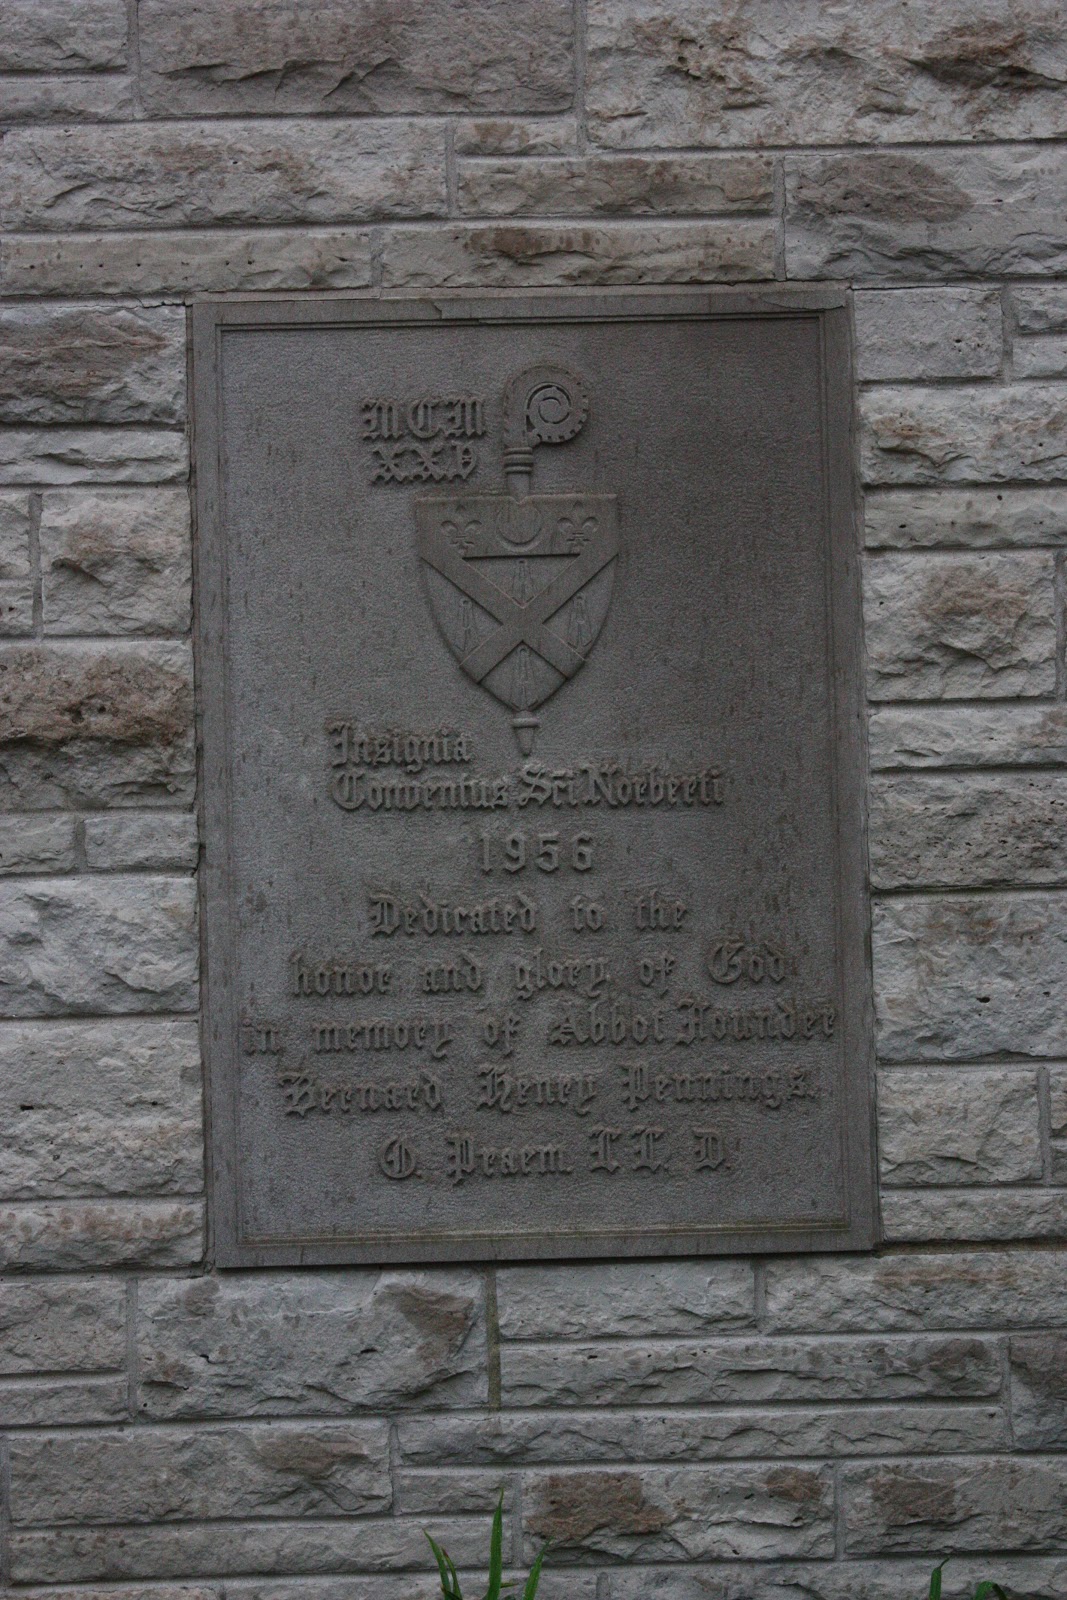 MCM
XXV
Insignia
Conventus Sc̄i Norberti
1956
Dedicated to the
honor and glory of God
in memory of Abbot Founder
Bernard Henry Pennings.
O. Praem. LL. D.